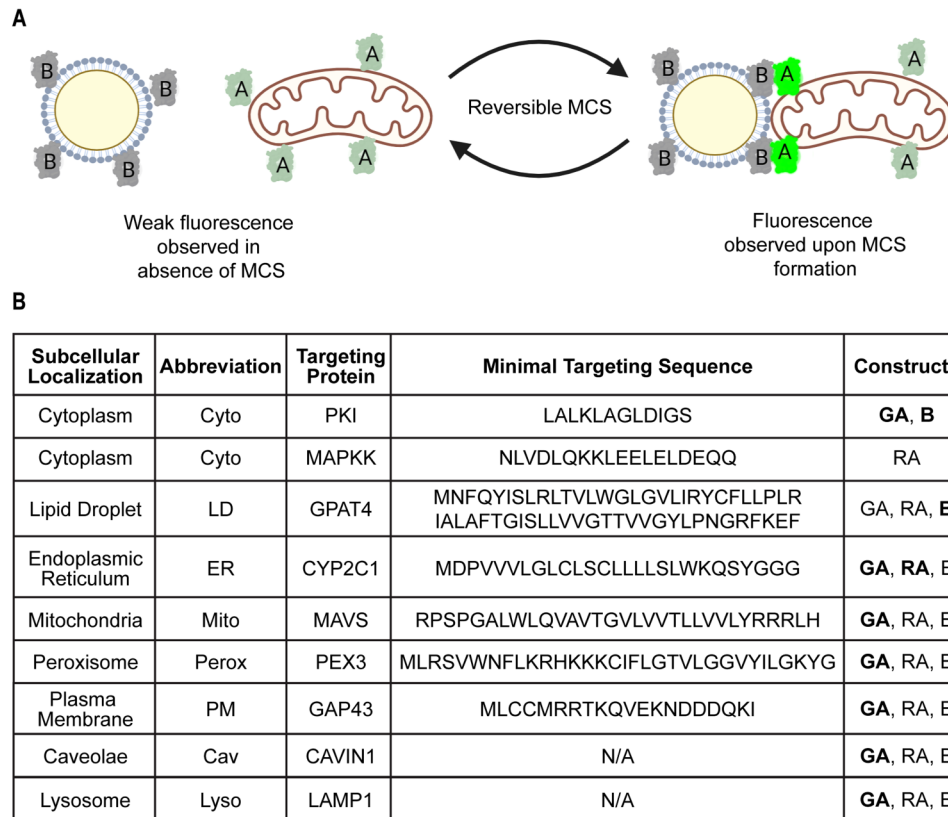 A
B
B
B
B
A
A
A
A
Reversible MCS
B
B
B
B
A
A
A
A
Weak fluorescence
observed in
absence of MCS
Fluorescence
observed upon MCS
formation
B
Subcellular Localization Abbreviation Targeting Protein Minimal Targeting Sequence Construct
Cytoplasm Cyto PKI LALKLAGLDIGS GA, B
Cytoplasm Cyto MAPKK NLVDLQKKLEELELDEQQ RA
Lipid Droplet LD GPAT4 MNFQYISLRLTVLWGLGVLIRYCFLLPLR
IALAFTGISLLVVGTTVVGYLPNGRFKEF GA, RA,
Endoplasmic Reticulum ER CYP2C1 MDPVVVLGLCLSCLLLLSLWKQSYGGG GA, RA,
Mitochondria Mito MAVS RPSPGALWLQVAVTGVLVVTLLVVLYRRRLH GA, RA,
Peroxisome Perox PEX3 MLRSVWNFLKRHKKKCIFLGTVLGGVYILGKYG GA, RA,
Plasma Membrane PM GAP43 MLCCMRRTKQVEKNDDDQKI GA, RA,
Caveolae Cav CAVIN1 N/A GA, RA,
Lysosome Lyso LAMP1 N/A GA, RA,